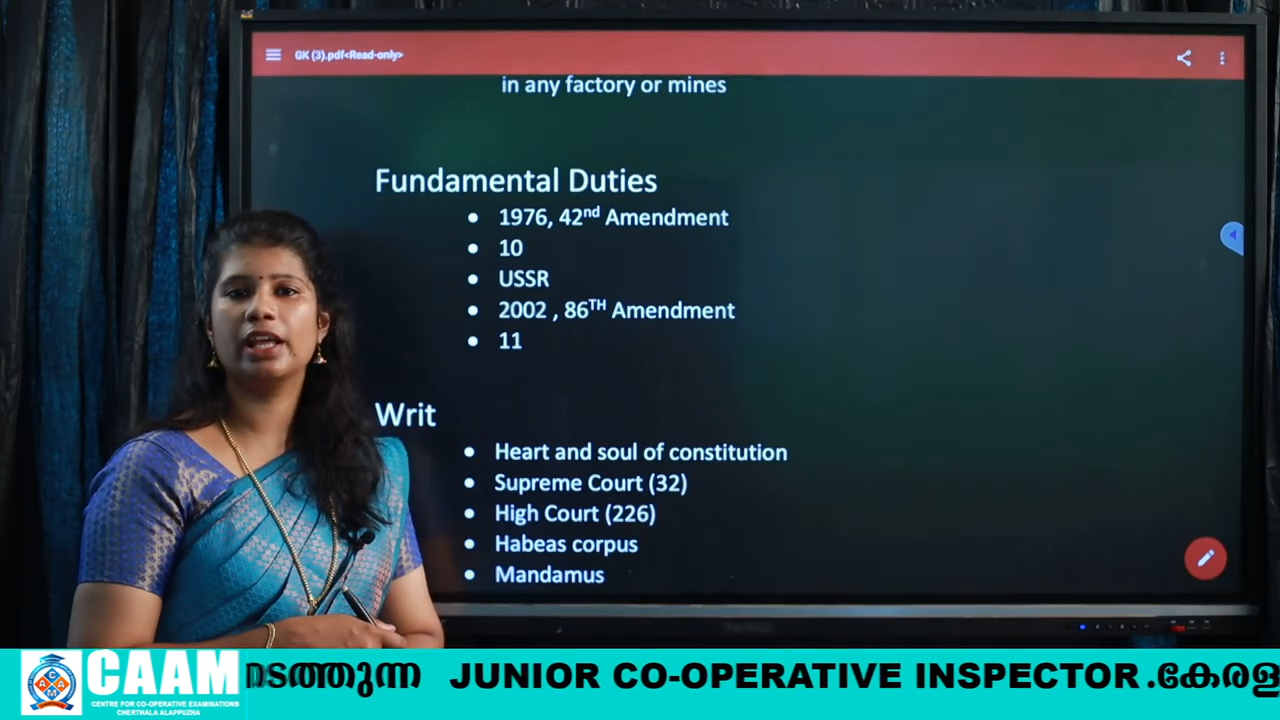 GK (3).pdf<Read-only>
in any factory or mines
Fundamental Duties
• 1976, 42nd Amendment
• 10
• USSR
• 2002 , 86TH Amendment
• 11
Writ
• Heart and soul of constitution
• Supreme Court (32)
• High Court (226)
• Habeas corpus
• Mandamus
CAAM
CENTRE FOR CO-OPERATIVE EXAMINATIONS
CHERTHALA ALAPPUZHA
നടത്തുന്ന JUNIOR CO-OPERATIVE INSPECTOR .കേരള